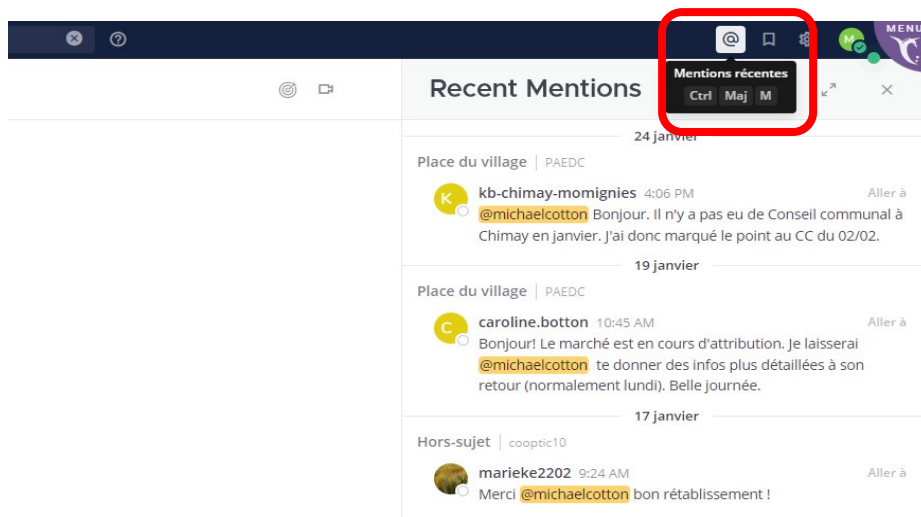 MENU
M
Mentions récentes
Ctrl Maj M
Recent Mentions
24 janvier
Place du village | PAEDC
K
kb-chimay-momignies 4:06 PM Aller à
@michaelcotton Bonjour. Il n'y a pas eu de Conseil communal à
Chimay en janvier. J'ai donc marqué le point au CC du 02/02.
19 janvier
Place du village | PAEDC
C
caroline.botton 10:45 AM Aller à
Bonjour! Le marché est en cours d'attribution. Je laisserai
@michaelcotton te donner des infos plus détaillées à son
retour (normalement lundi). Belle journée.
17 janvier
Hors-sujet | cooptic10
marieke2202 9:24 AM Aller à
Merci @michaelcotton bon rétablissement !